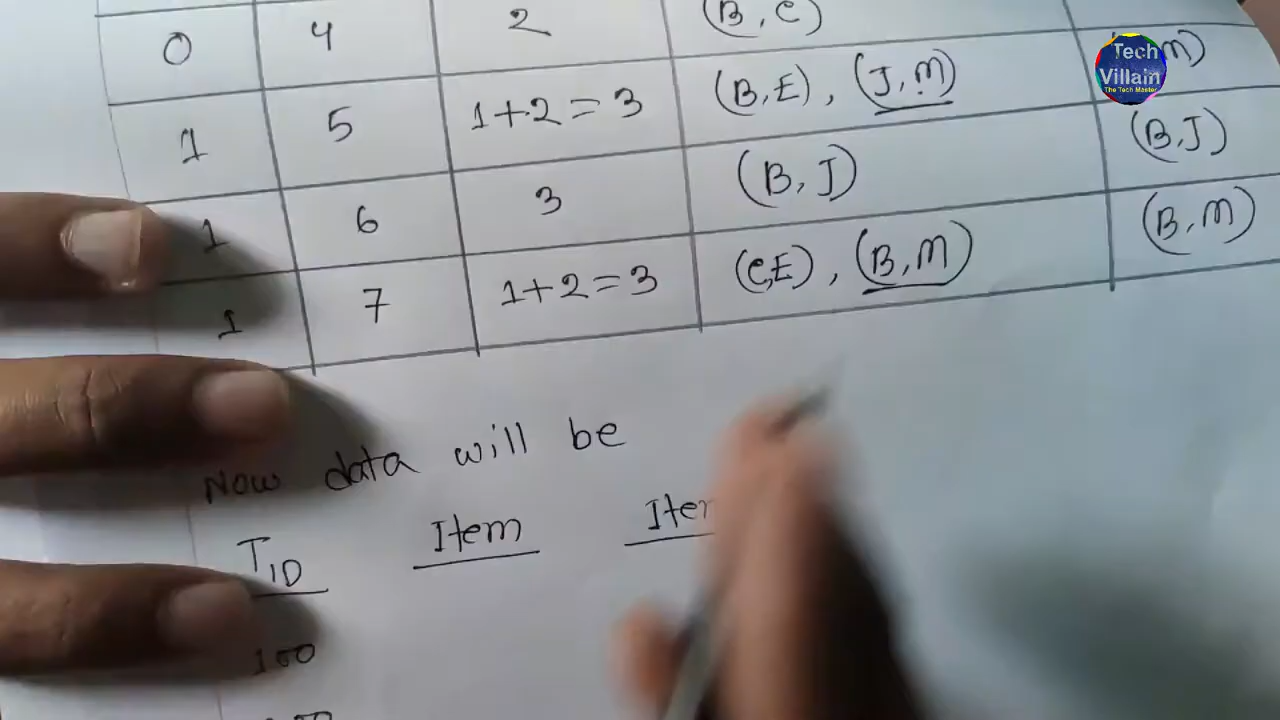 0 4 2 (B, C)
1 5 1+2=3 (B,E), (J,M) M)
1 6 3 (B, J) (B,J)
1 7 1+2=3 (C,E), (B,M) (B,M)
Now data will be
TID Item
100
Tech
Villain
The Tech Master